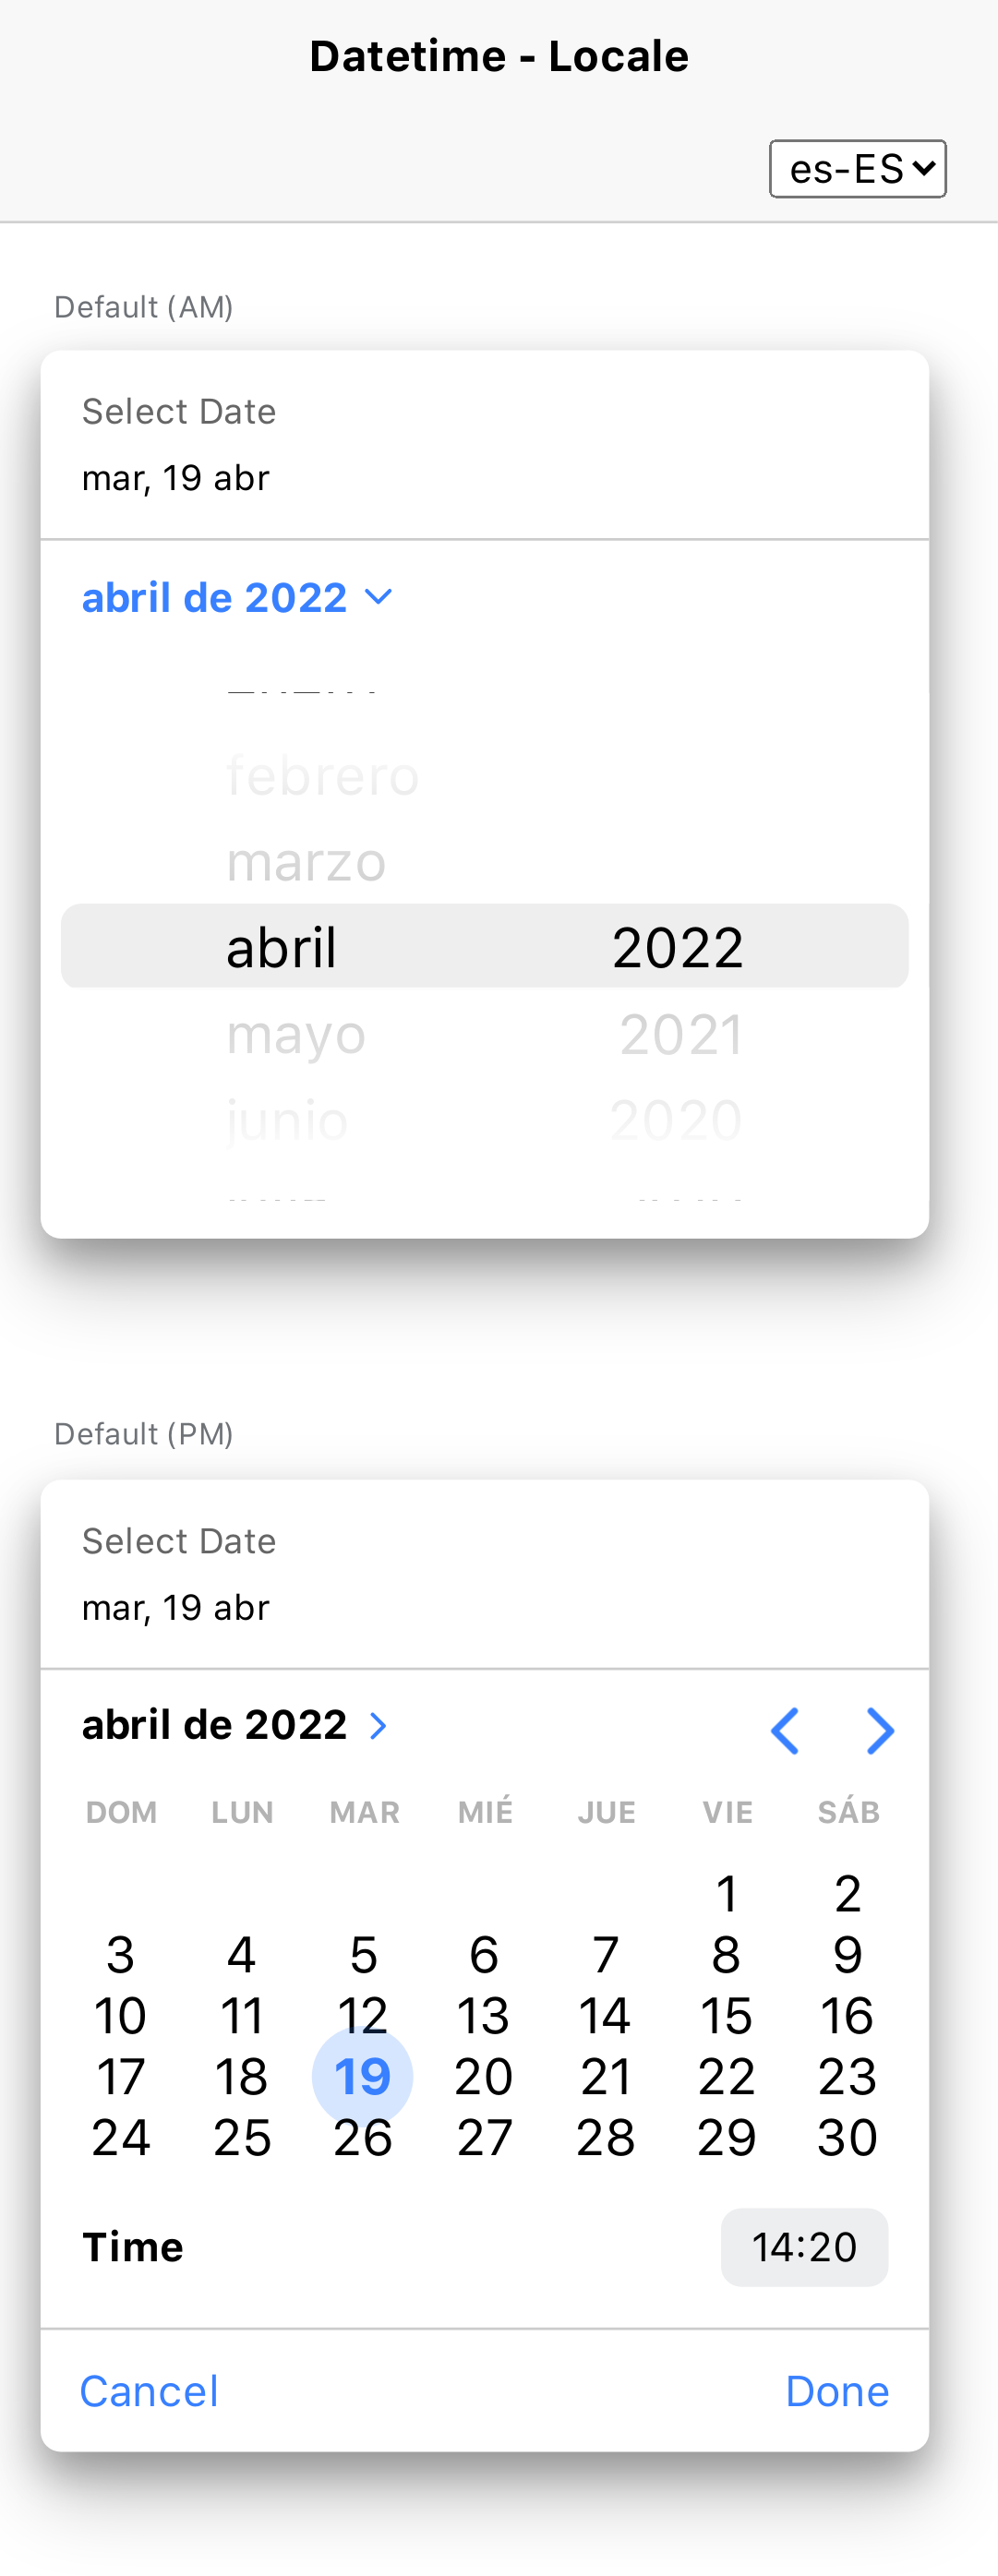 Datetime - Locale
es-ES
Default (AM)
Select Date
mar, 19 abr
abril de 2022
febrero
marzo
abril 2022
mayo 2021
junio 2020
Default (PM)
Select Date
mar, 19 abr
abril de 2022
DOM LUN MAR MIÉ JUE VIE SÁB
1 2
3 4 5 6 7 8 9
10 11 12 13 14 15 16
17 18 19 20 21 22 23
24 25 26 27 28 29 30
Time 14:20
Cancel Done